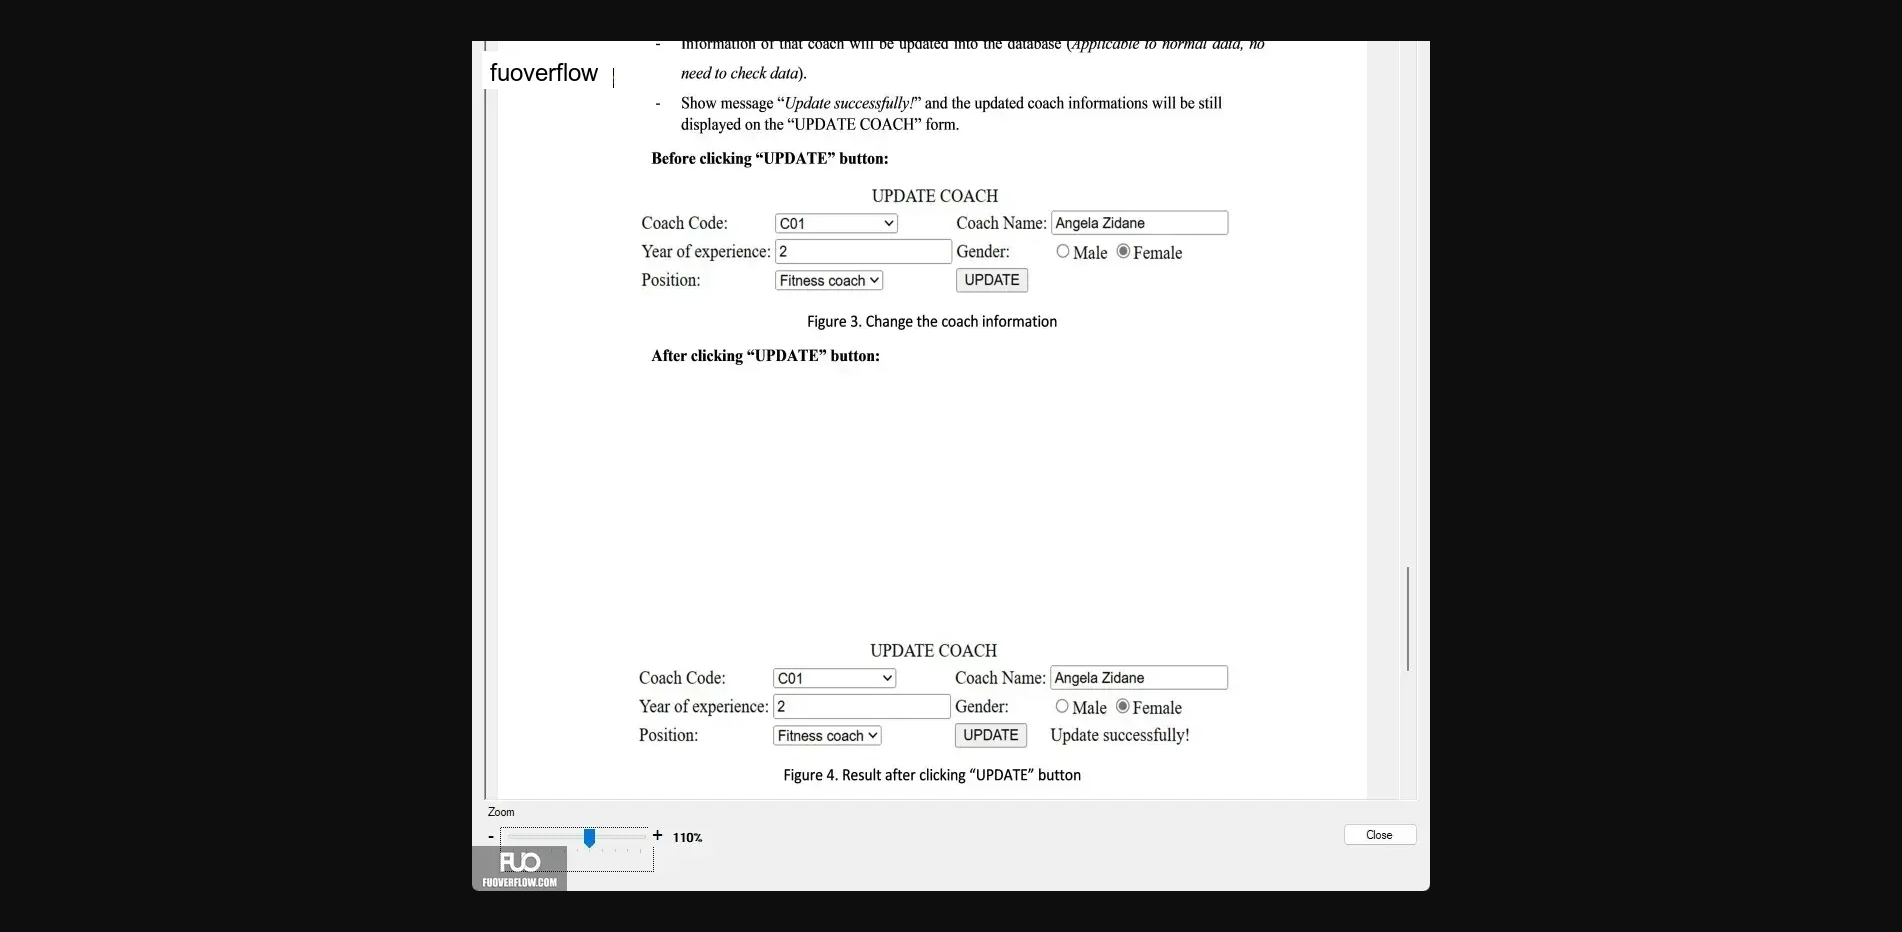 - Information of that coach will be updated into the database (Applicable to normal data, no
need to check data).
fuoverflow
- Show message “Update successfully!” and the updated coach informations will be still
displayed on the “UPDATE COACH” form.
Before clicking “UPDATE” button:
UPDATE COACH
Coach Code: C01 Coach Name: Angela Zidane
Year of experience: 2 Gender: Male Female
Position: Fitness coach UPDATE
Figure 3. Change the coach information
After clicking “UPDATE” button:
UPDATE COACH
Coach Code: C01 Coach Name: Angela Zidane
Year of experience: 2 Gender: Male Female
Position: Fitness coach UPDATE Update successfully!
Figure 4. Result after clicking “UPDATE” button
Zoom
- + 110%
Close
FUO
FUOVERFLOW.COM